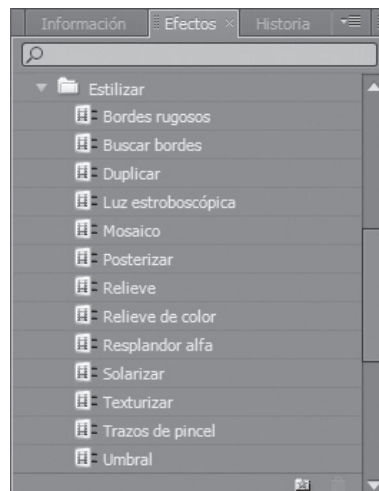 Información Efectos × Historia
Estilizar
Bordes rugosos
Buscar bordes
Duplicar
Luz estroboscópica
Mosaico
Posterizar
Relieve
Relieve de color
Resplandor alfa
Solarizar
Texturizar
Trazos de pincel
Umbral